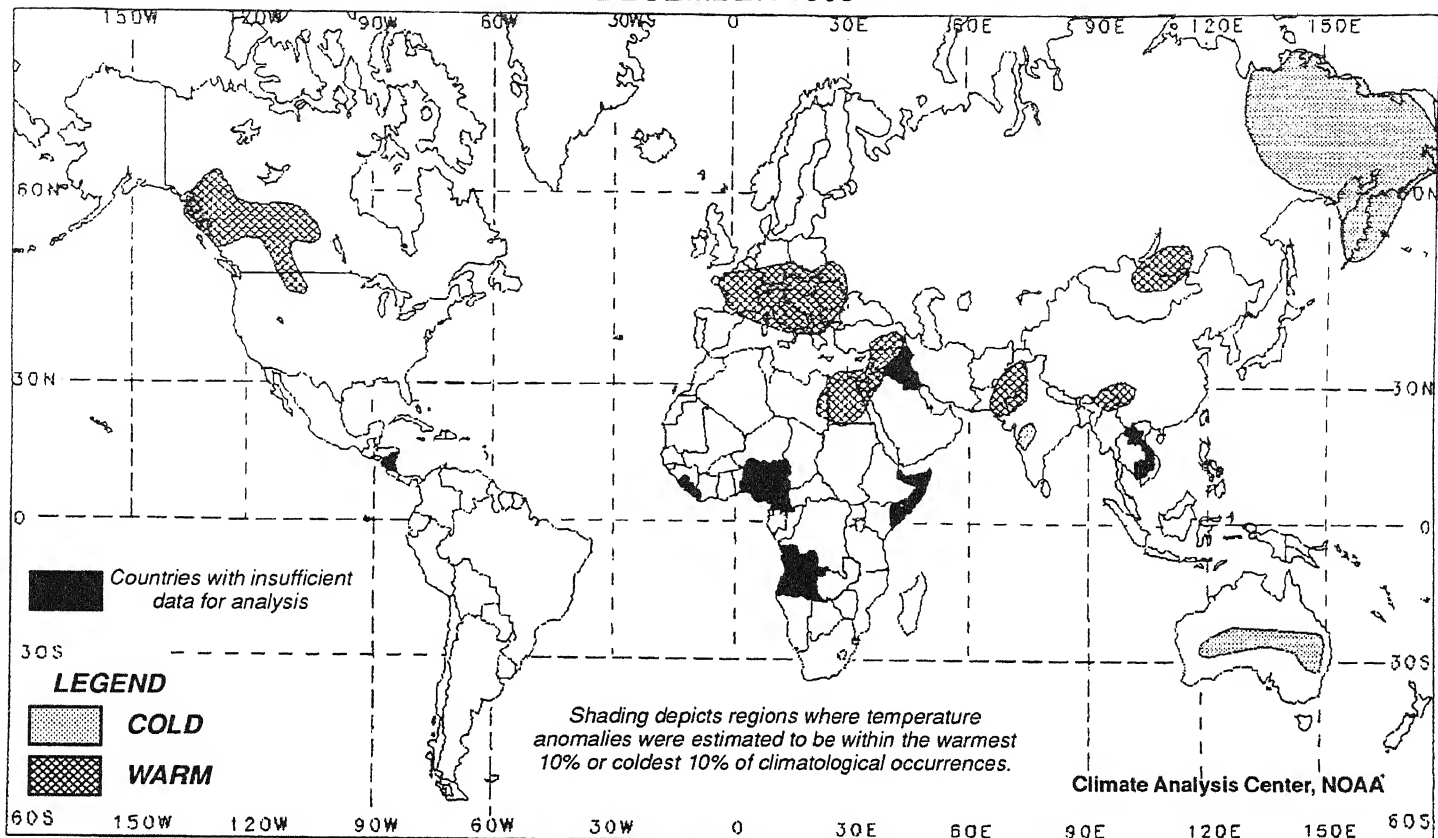 150W 120W 90W 60W 30W 0 30E 60E 90E 120E 150E
60N
30N 30N
0 0
Countries with insufficient
data for analysis
30S 30S
LEGEND
COLD
WARM
Shading depicts regions where temperature
anomalies were estimated to be within the warmest
10% or coldest 10% of climatological occurrences.
Climate Analysis Center, NOAA
60S 150W 120W 90W 60W 30W 0 30E 60E 90E 120E 150E 60S